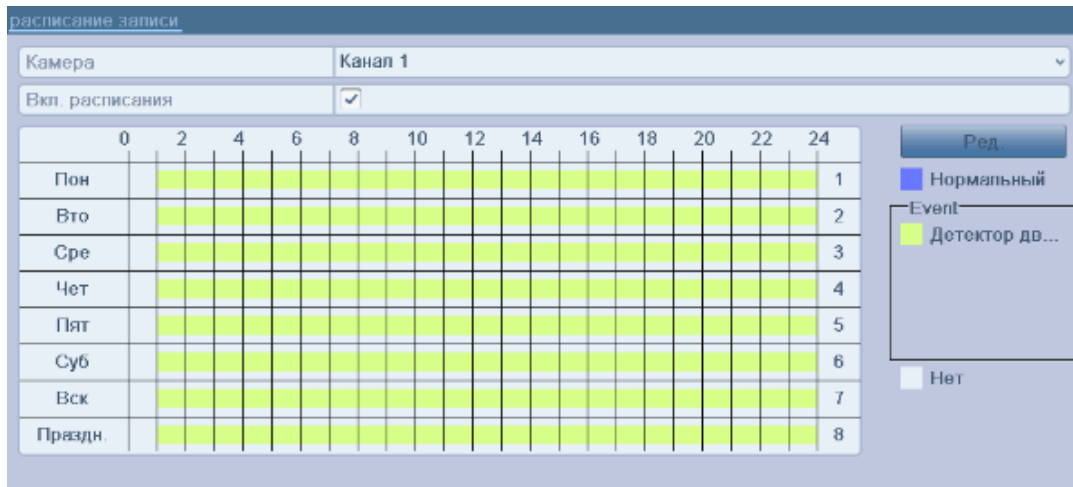 расписание записи
Камера Канал 1
Вкл. расписания
0 2 4 6 8 10 12 14 16 18 20 22 24
Ред.
Пон 1
Нормальный
Вто 2
Event
Сре 3
Детектор дв...
Чет 4
Пят 5
Суб 6
Нет
Вск 7
Праздн. 8